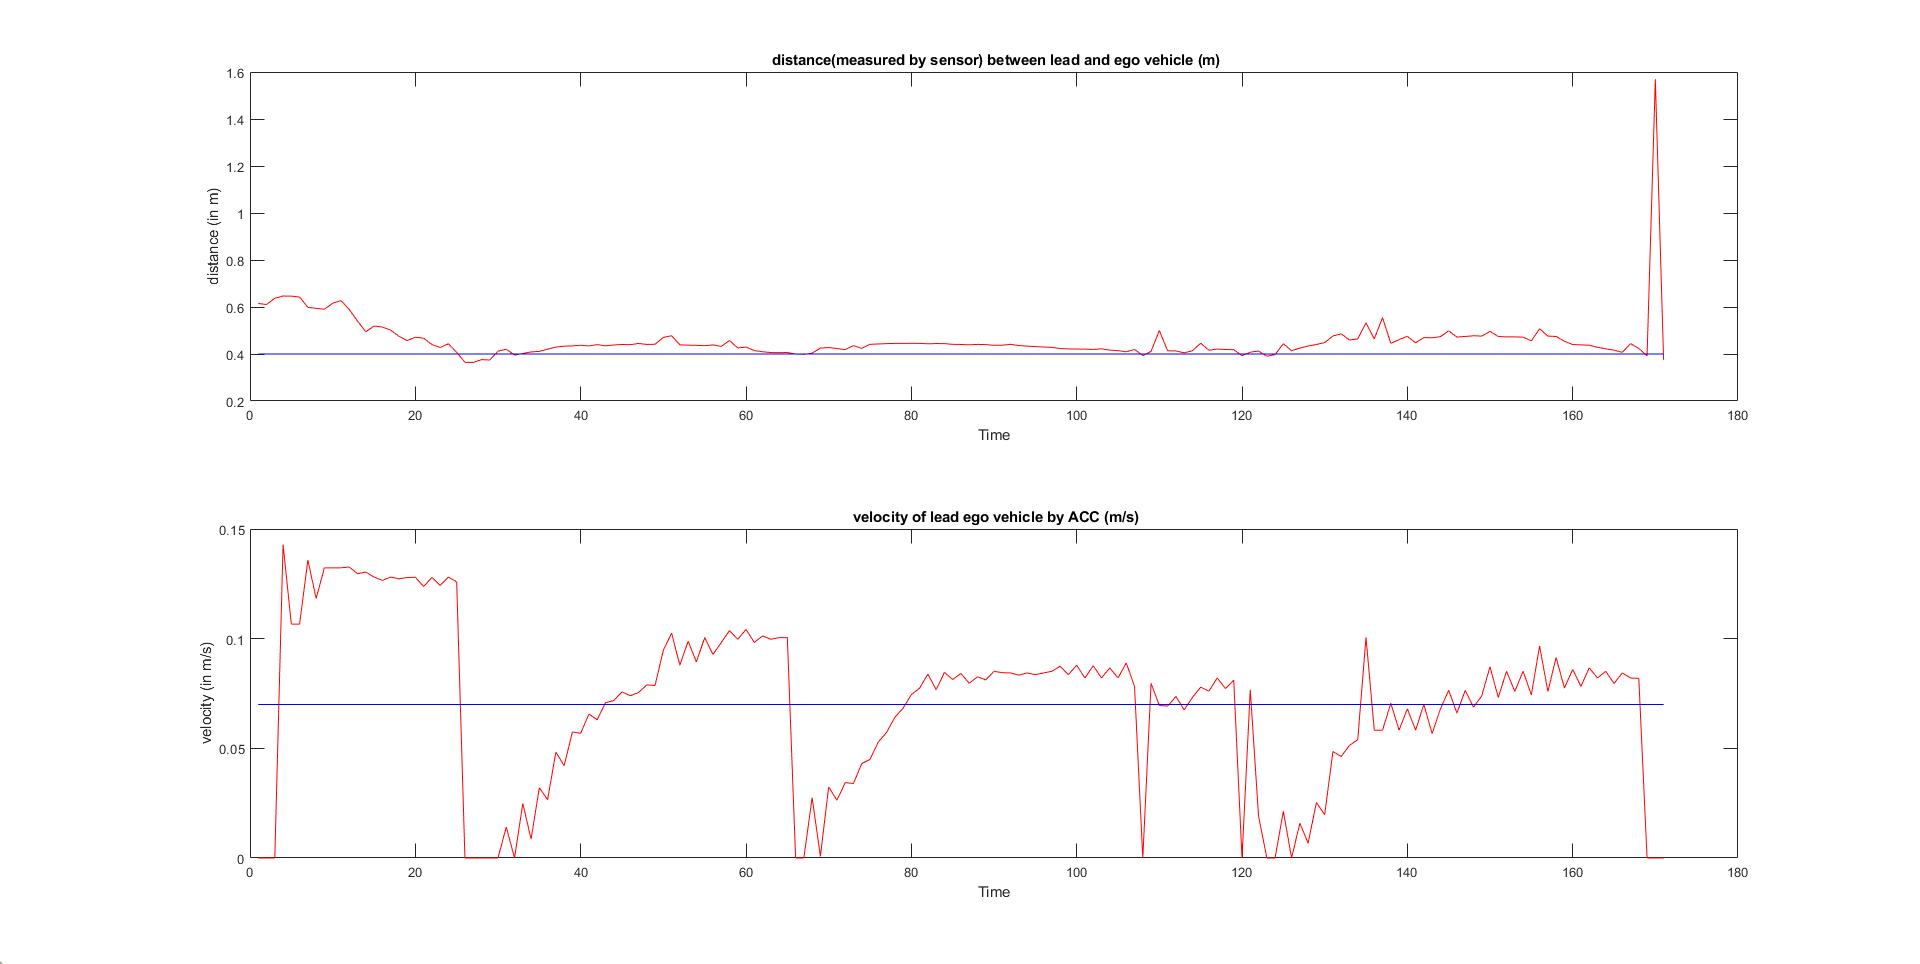 distance(measured by sensor) between lead and ego vehicle (m)
1.6
1.4
1.2
1
0.8
0.6
0.4
0.2
distance (in m)
0 20 40 60 80 100 120 140 160 180
Time
velocity of lead ego vehicle by ACC (m/s)
0.15
0.1
0.05
0
velocity (in m/s)
0 20 40 60 80 100 120 140 160 180
Time